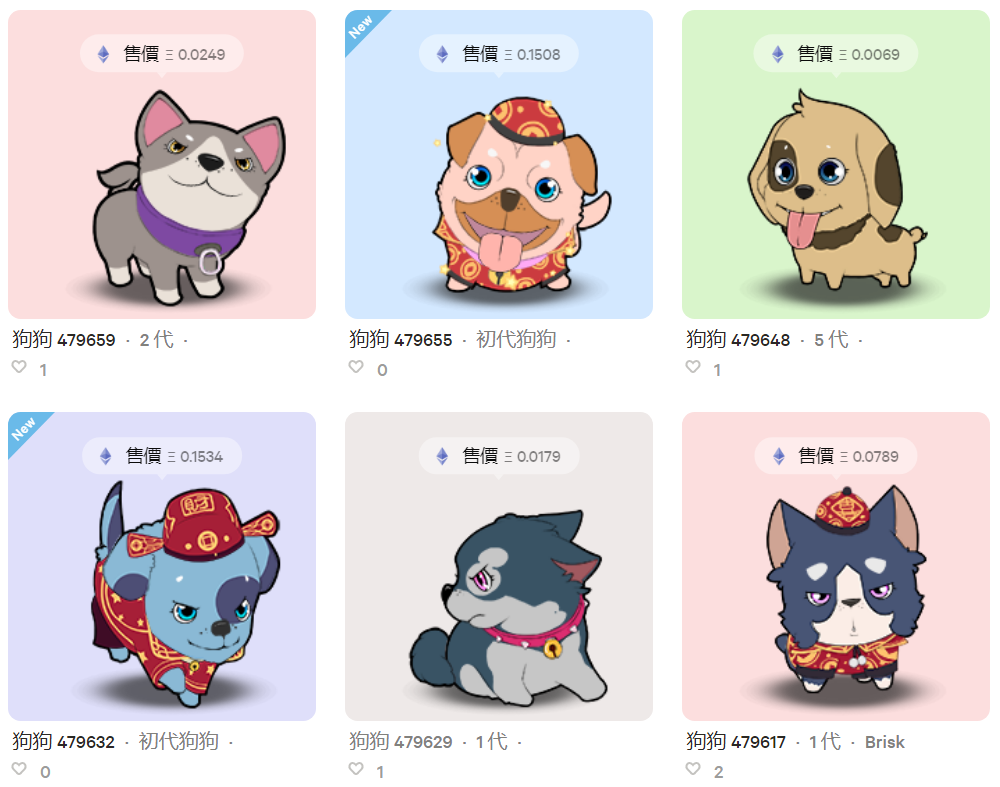 售價 Ξ 0.0249
New
售價 Ξ 0.1508
售價 Ξ 0.0069
狗狗 479659 · 2 代 ·
1
狗狗 479655 · 初代狗狗 ·
0
狗狗 479648 · 5 代 ·
1
New
售價 Ξ 0.1534
財
售價 Ξ 0.0179
售價 Ξ 0.0789
狗狗 479632 · 初代狗狗 ·
0
狗狗 479629 · 1 代 ·
1
狗狗 479617 · 1 代 · Brisk
2